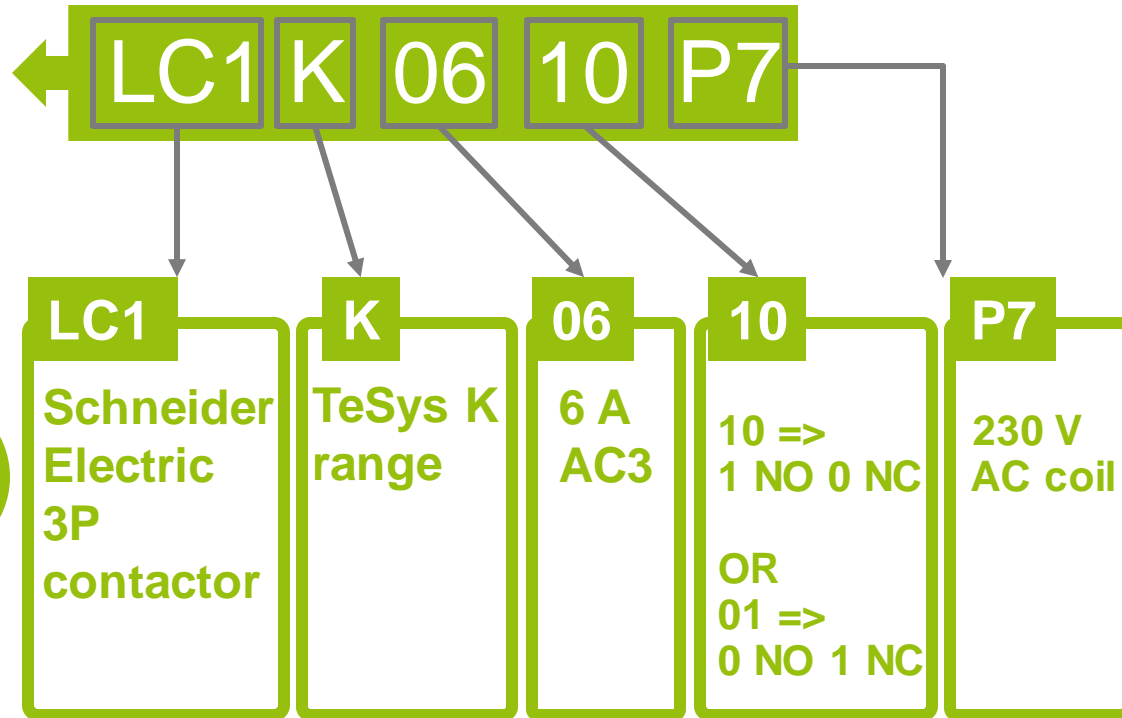 LC1 K 06 10 P7
LC1
Schneider
Electric
3P
contactor
K
TeSys K
range
06
6 A
AC3
10
10 =>
1 NO 0 NC
OR
01 =>
0 NO 1 NC
P7
230 V
AC coil